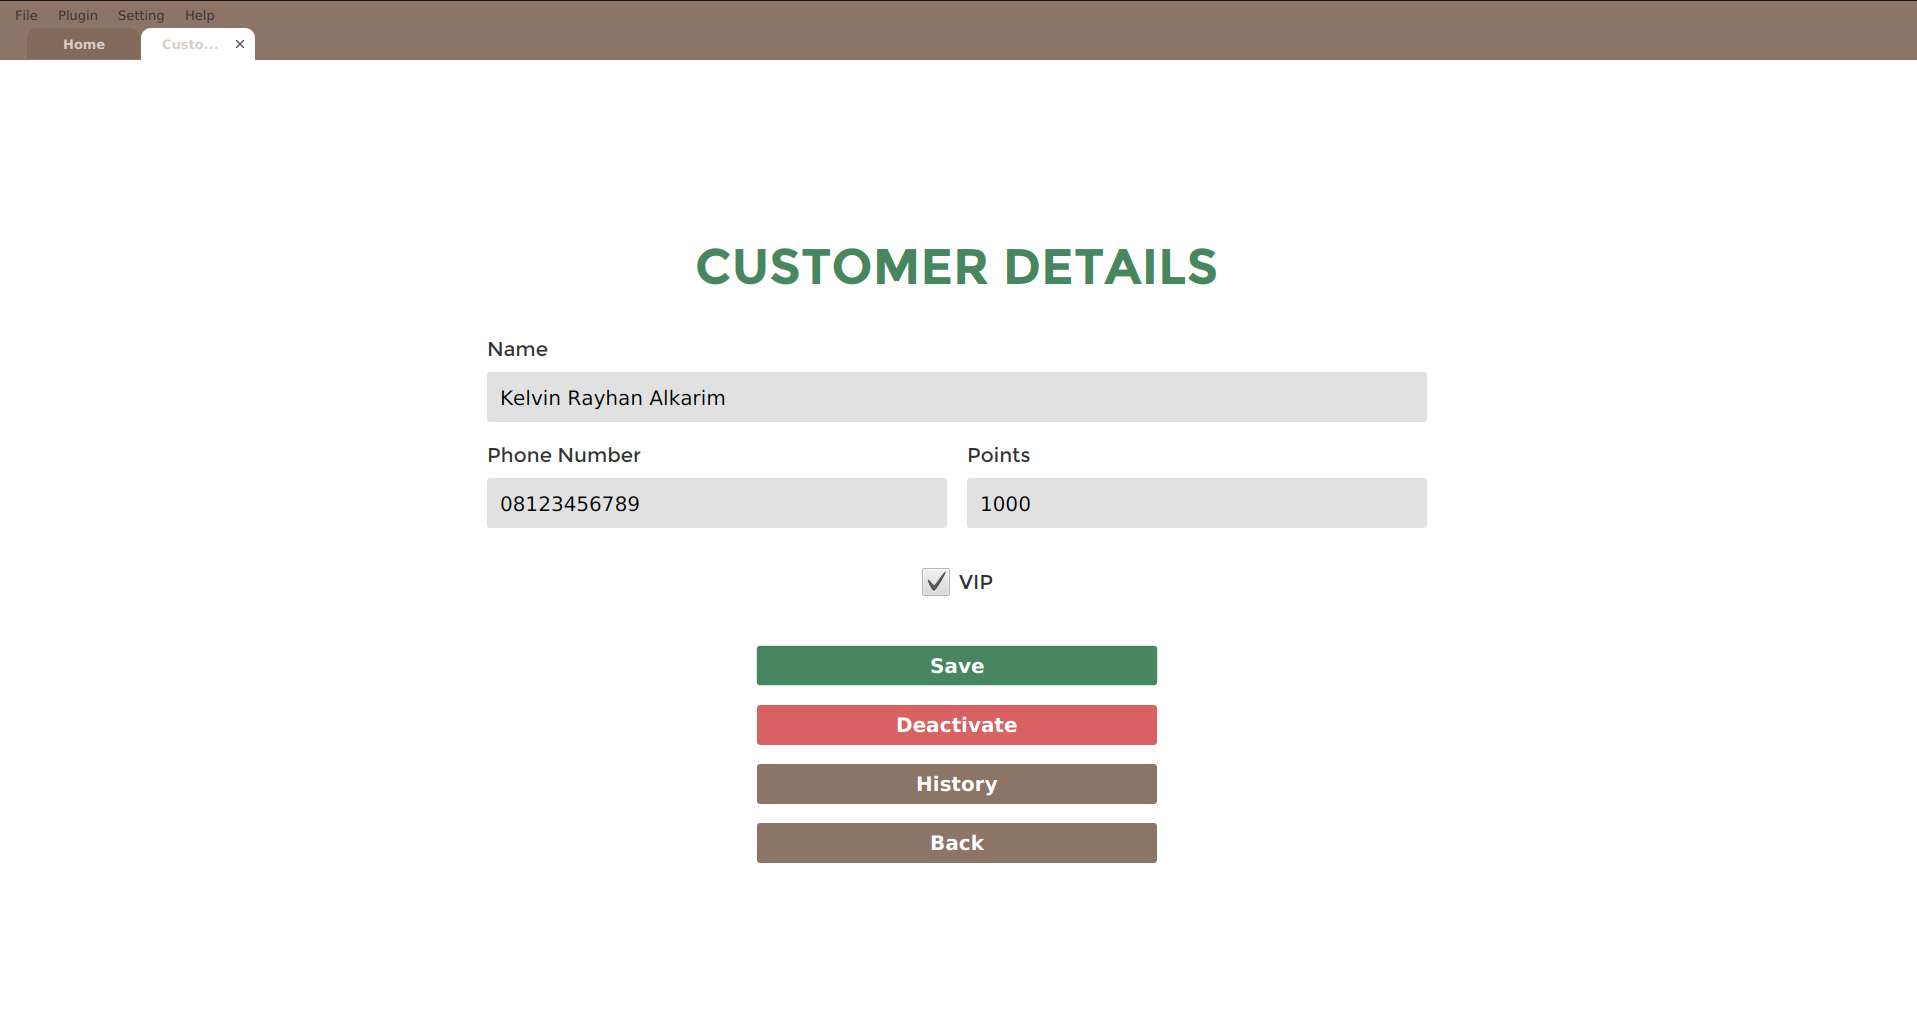 File Plugin Setting Help
Home Custo... ×
CUSTOMER DETAILS
Name
Kelvin Rayhan Alkarim
Phone Number Points
08123456789 1000
VIP
Save
Deactivate
History
Back